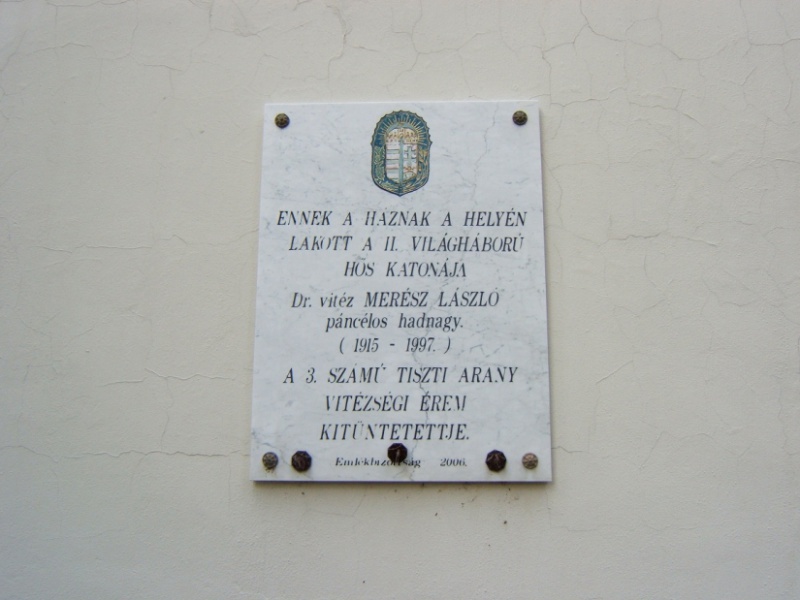 ENNEK A HÁZNAK A HELYÉN
LAKOTT A II. VILÁGHÁBORÚ
HŐS KATONÁJA
Dr. vitéz MERÉSZ LÁSZLÓ
páncélos hadnagy.
( 1915 - 1997. )
A 3. SZÁMÚ TISZTI ARANY
VITÉZSÉGI ÉREM
KITÜNTETETTJE.
Emlékbizottság 2006.